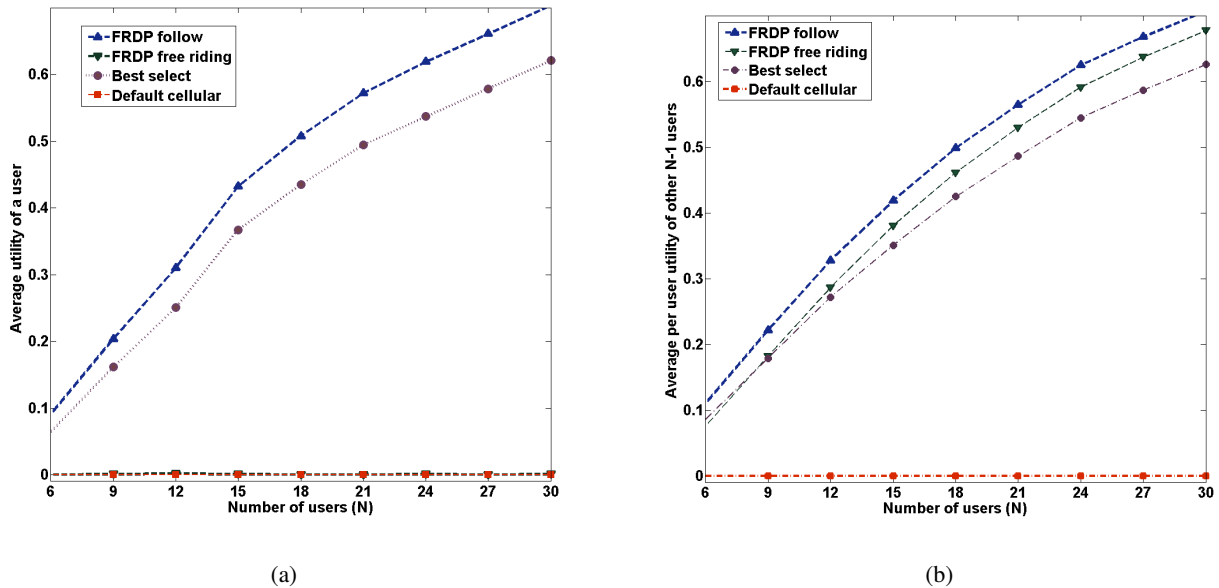 FRDP follow
FRDP free riding
Best select
Default cellular
Average utility of a user
0.6
0.5
0.4
0.3
0.2
0.1
0
6 9 12 15 18 21 24 27 30
Number of users (N)
(a)
FRDP follow
FRDP free riding
Best select
Default cellular
Average per user utility of other N-1 users
0.6
0.5
0.4
0.3
0.2
0.1
0
6 9 12 15 18 21 24 27 30
Number of users (N)
(b)